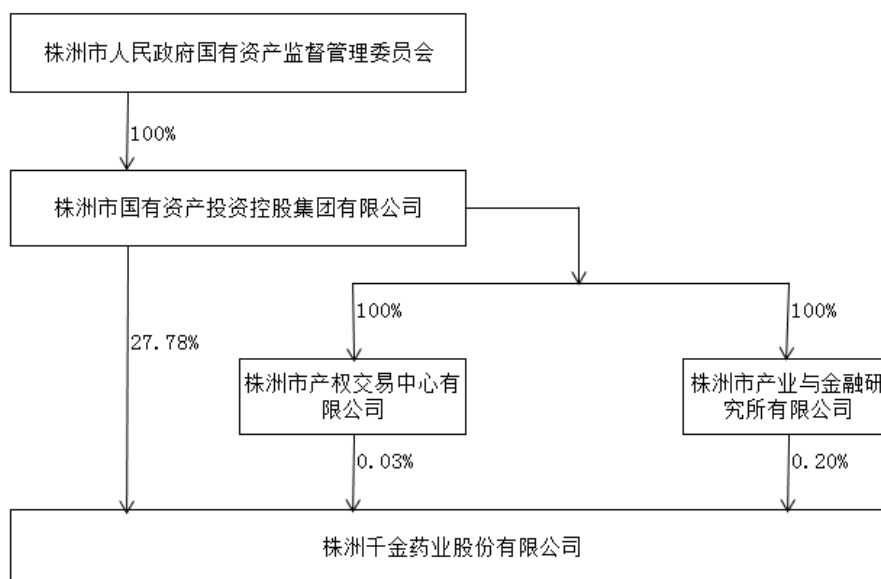 株洲市人民政府国有资产监督管理委员会
100%
株洲市国有资产投资控股集团有限公司
100%
100%
27.78%
株洲市产权交易中心有
限公司
株洲市产业与金融研
究所有限公司
0.03%
0.20%
株洲千金药业股份有限公司